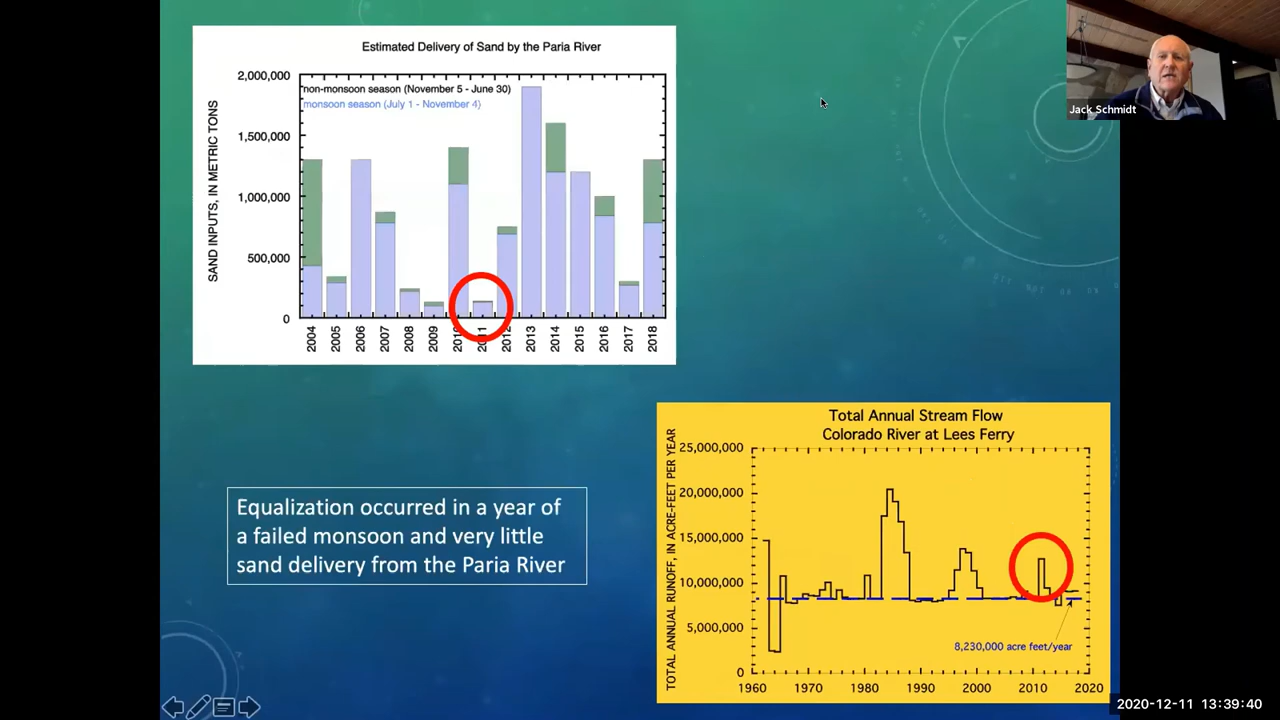 Estimated Delivery of Sand by the Paria River
SAND INPUTS, IN METRIC TONS
2,000,000
1,500,000
1,000,000
500,000
0
non-monsoon season (November 5 - June 30)
monsoon season (July 1 - November 4)
2004 2005 2006 2007 2008 2009 2010 2011 2012 2013 2014 2015 2016 2017 2018
Jack Schmidt
Equalization occurred in a year of
a failed monsoon and very little
sand delivery from the Paria River
Total Annual Stream Flow
Colorado River at Lees Ferry
TOTAL ANNUAL RUNOFF, IN ACRE-FEET PER YEAR
25,000,000
20,000,000
15,000,000
10,000,000
5,000,000
0
8,230,000 acre feet/year
1960 1970 1980 1990 2000 2010 2020
2020-12-11 13:39:40